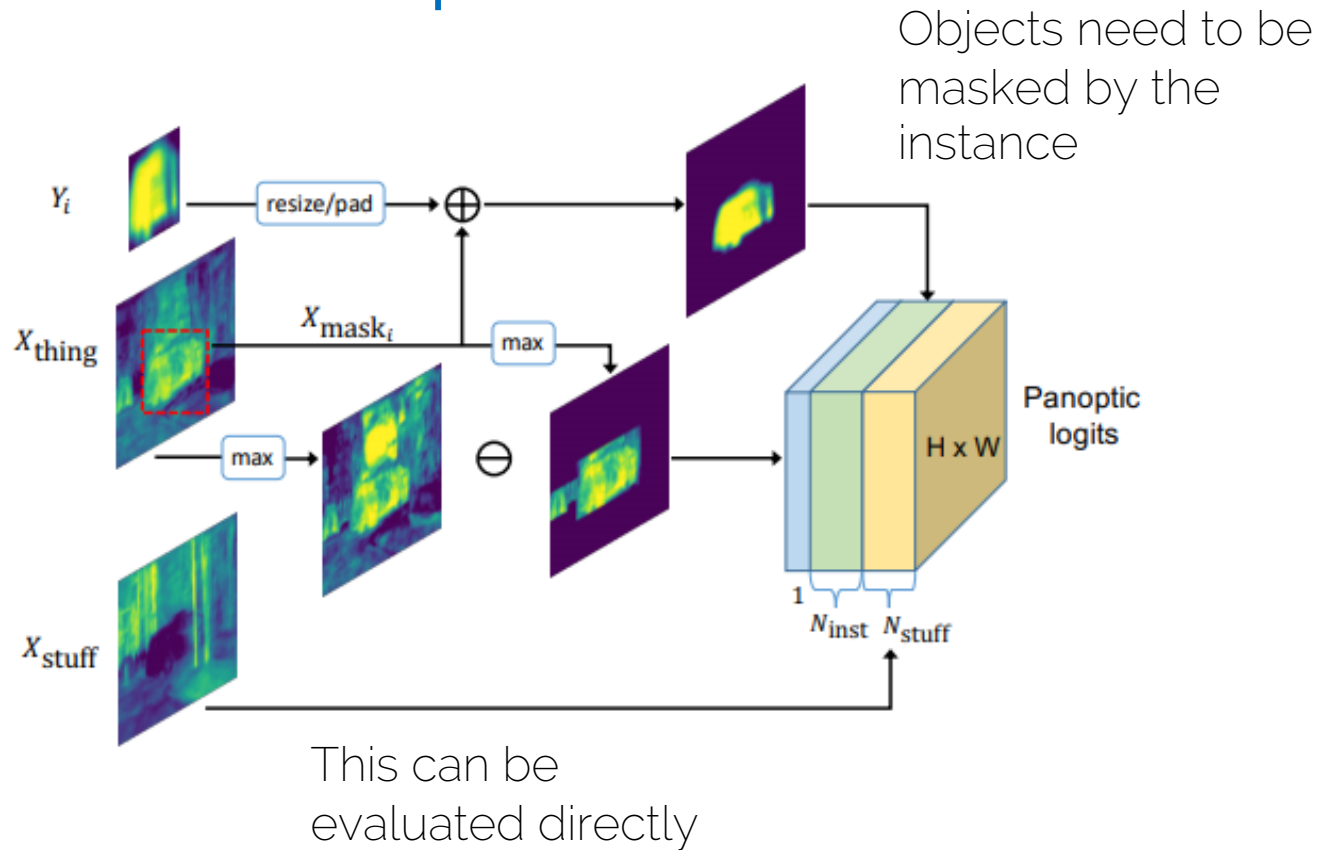 Objects need to be
masked by the
instance
Y_i
resize/pad
⊕
X_thing
X_mask_i
max
max
⊖
H x W
Panoptic
logits
1
N_inst
N_stuff
X_stuff
This can be
evaluated directly